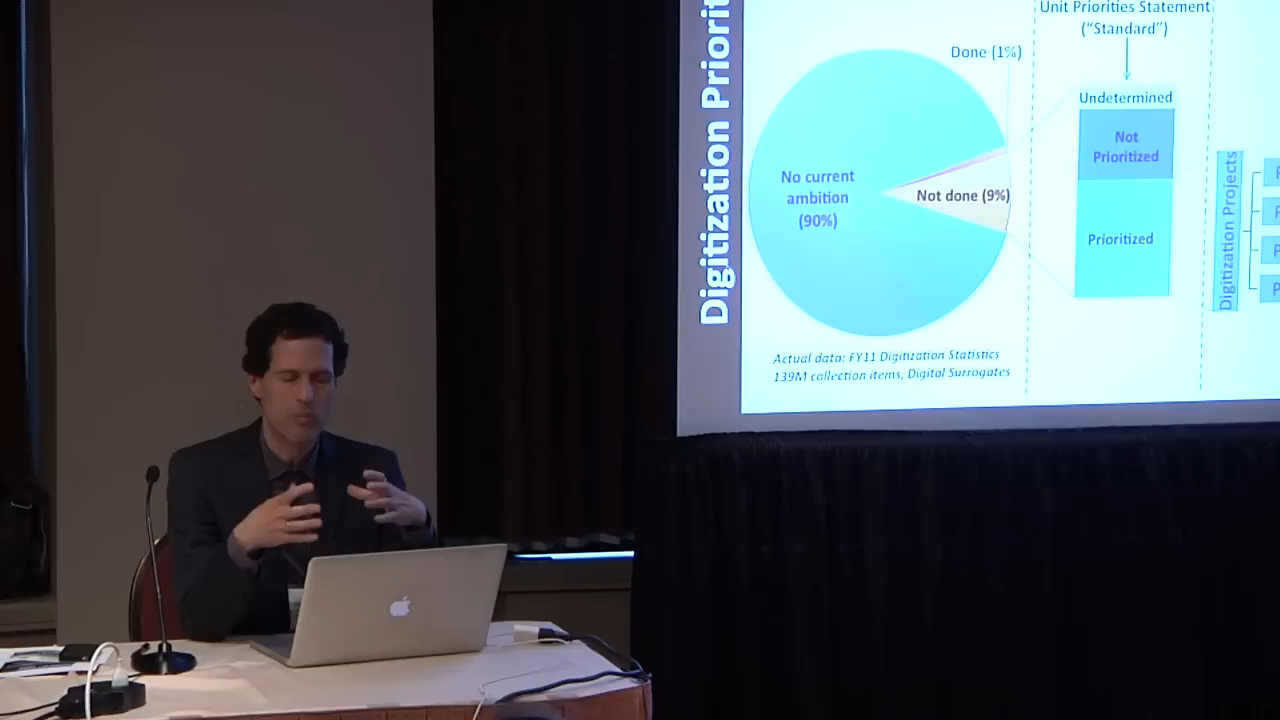 Digitization Priorit
Done (1%)
No current
ambition
(90%)
Not done (9%)
Actual data: FY11 Digitization Statistics
139M collection items, Digital Surrogates
Unit Priorities Statement
("Standard")
Undetermined
Not
Prioritized
Prioritized
Digitization Projects
P
P
P